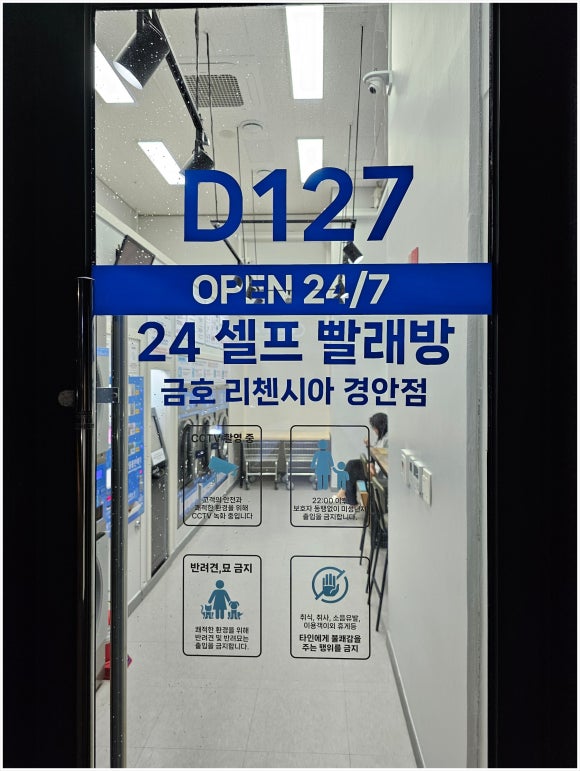 D127
OPEN 24/7
24 셀프 빨래방
금호 리첸시아 경안점
CCTV 촬영 중
고객의 안전과
쾌적한 환경을 위해
CCTV 녹화 중입니다.
22:00 이후
보호자 동행없이 미성년자
출입을 금지합니다.
반려견,묘 금지
쾌적한 환경을 위해
반려견 및 반려묘는
출입을 금지합니다.
취식, 취사, 소음유발,
이용객이외 휴게등
타인에게 불쾌감을
주는 행위를 금지